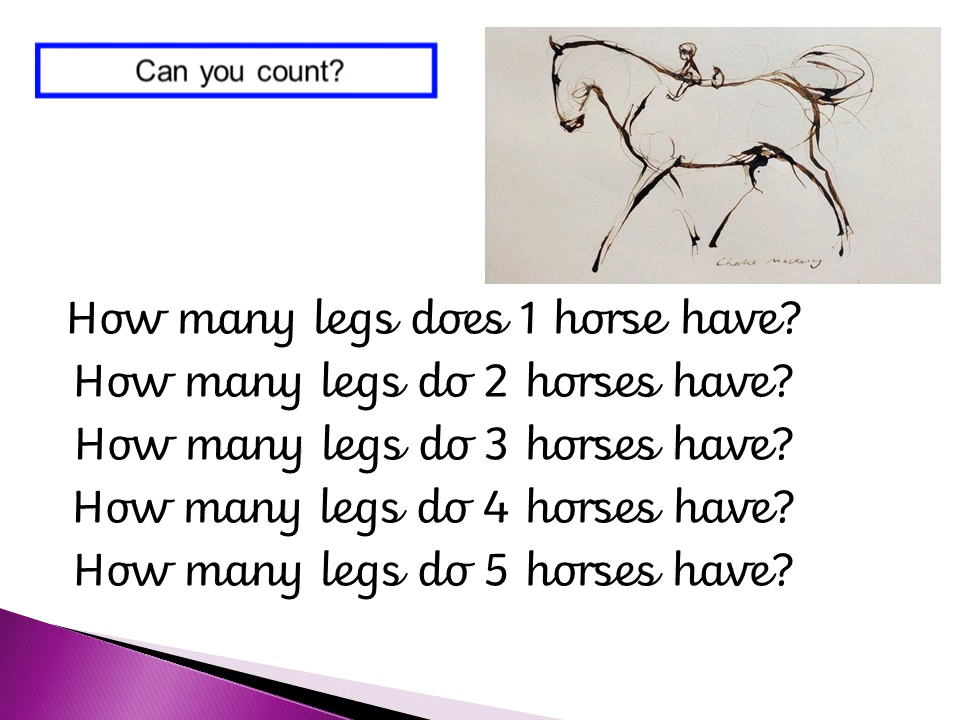 Can you count?
How many legs does 1 horse have?
How many legs do 2 horses have?
How many legs do 3 horses have?
How many legs do 4 horses have?
How many legs do 5 horses have?